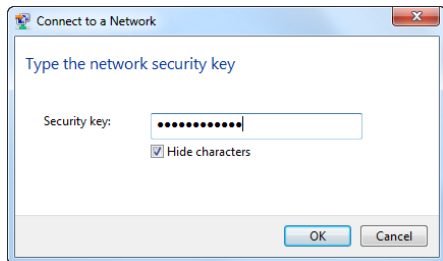 Connect to a Network
Type the network security key
Security key: ••••••••••••
Hide characters
OK Cancel